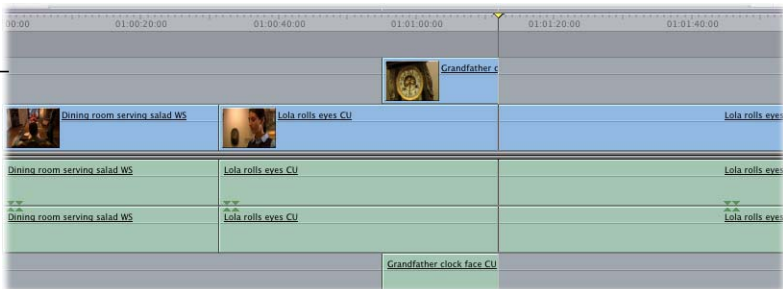 00:00 01:00:20:00 01:00:40:00 01:01:00:00 01:01:20:00 01:01:40:00
Grandfather c
Dining room serving salad WS Lola rolls eyes CU Lola rolls eyes
Dining room serving salad WS Lola rolls eyes CU Lola rolls eyes
Dining room serving salad WS Lola rolls eyes CU Lola rolls eyes
Grandfather clock face CU